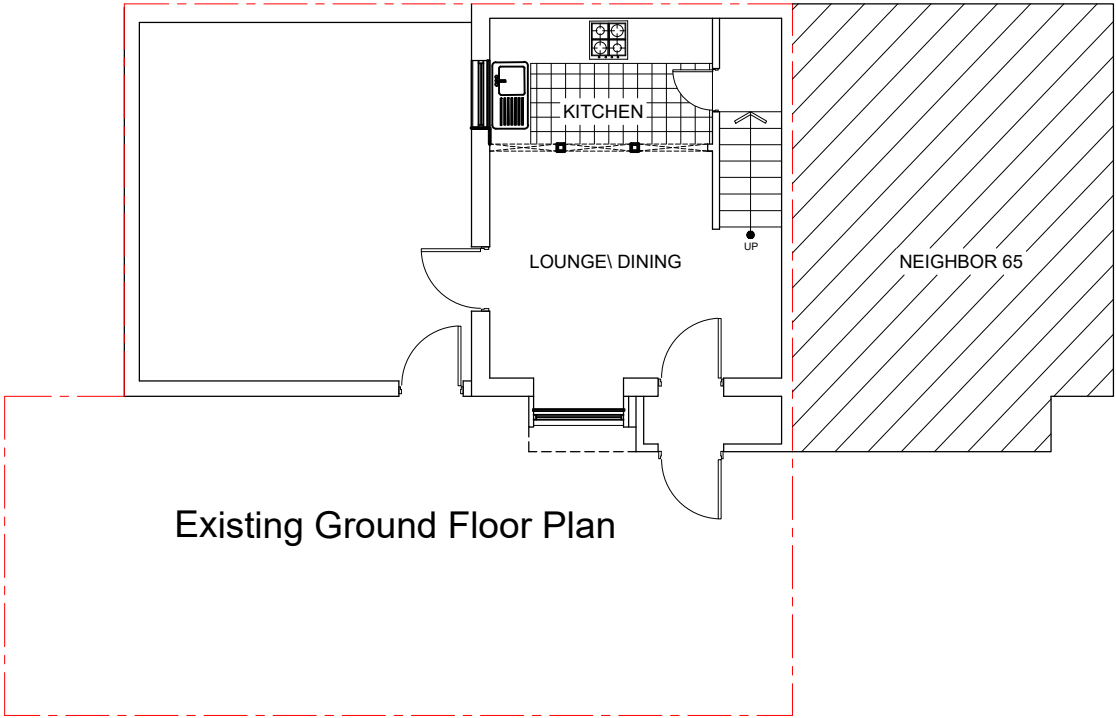 KITCHEN
UP
LOUNGE\ DINING
NEIGHBOR 65
Existing Ground Floor Plan